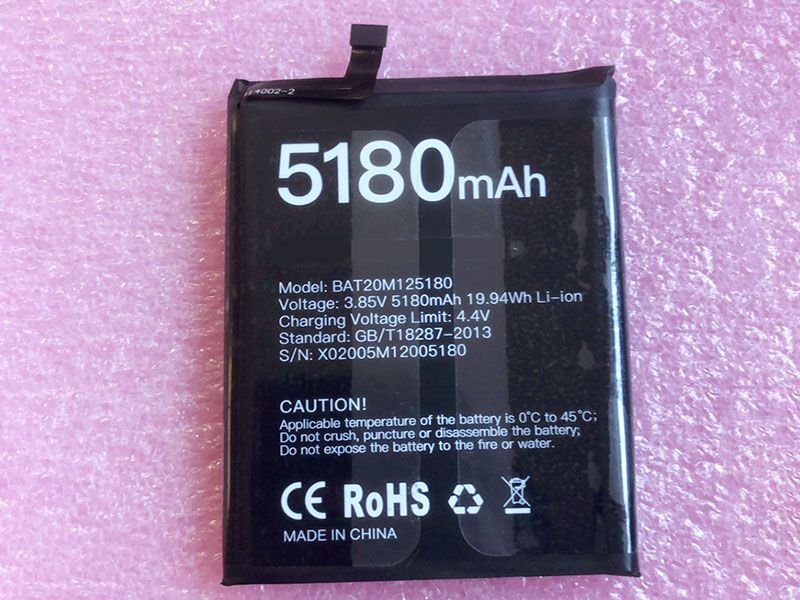 5180mAh
Model: BAT20M125180
Voltage: 3.85V 5180mAh 19.94Wh Li-ion
Charging Voltage Limit: 4.4V
Standard: GB/T18287-2013
S/N: X02005M12005180
CAUTION!
Applicable temperature of the battery is 0°C to 45°C;
Do not crush, puncture or disassemble the battery;
Do not expose the battery to the fire or water.
CE RoHS
MADE IN CHINA